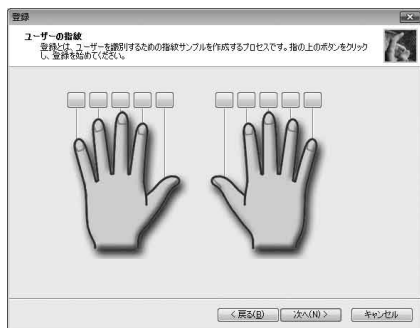 登録
ユーザーの指紋
登録とは、ユーザーを識別するための指紋サンプルを作成するプロセスです。指の上のボタンをクリック
し、登録を始めてください。
< 戻る(B)
次へ(N) >
キャンセル